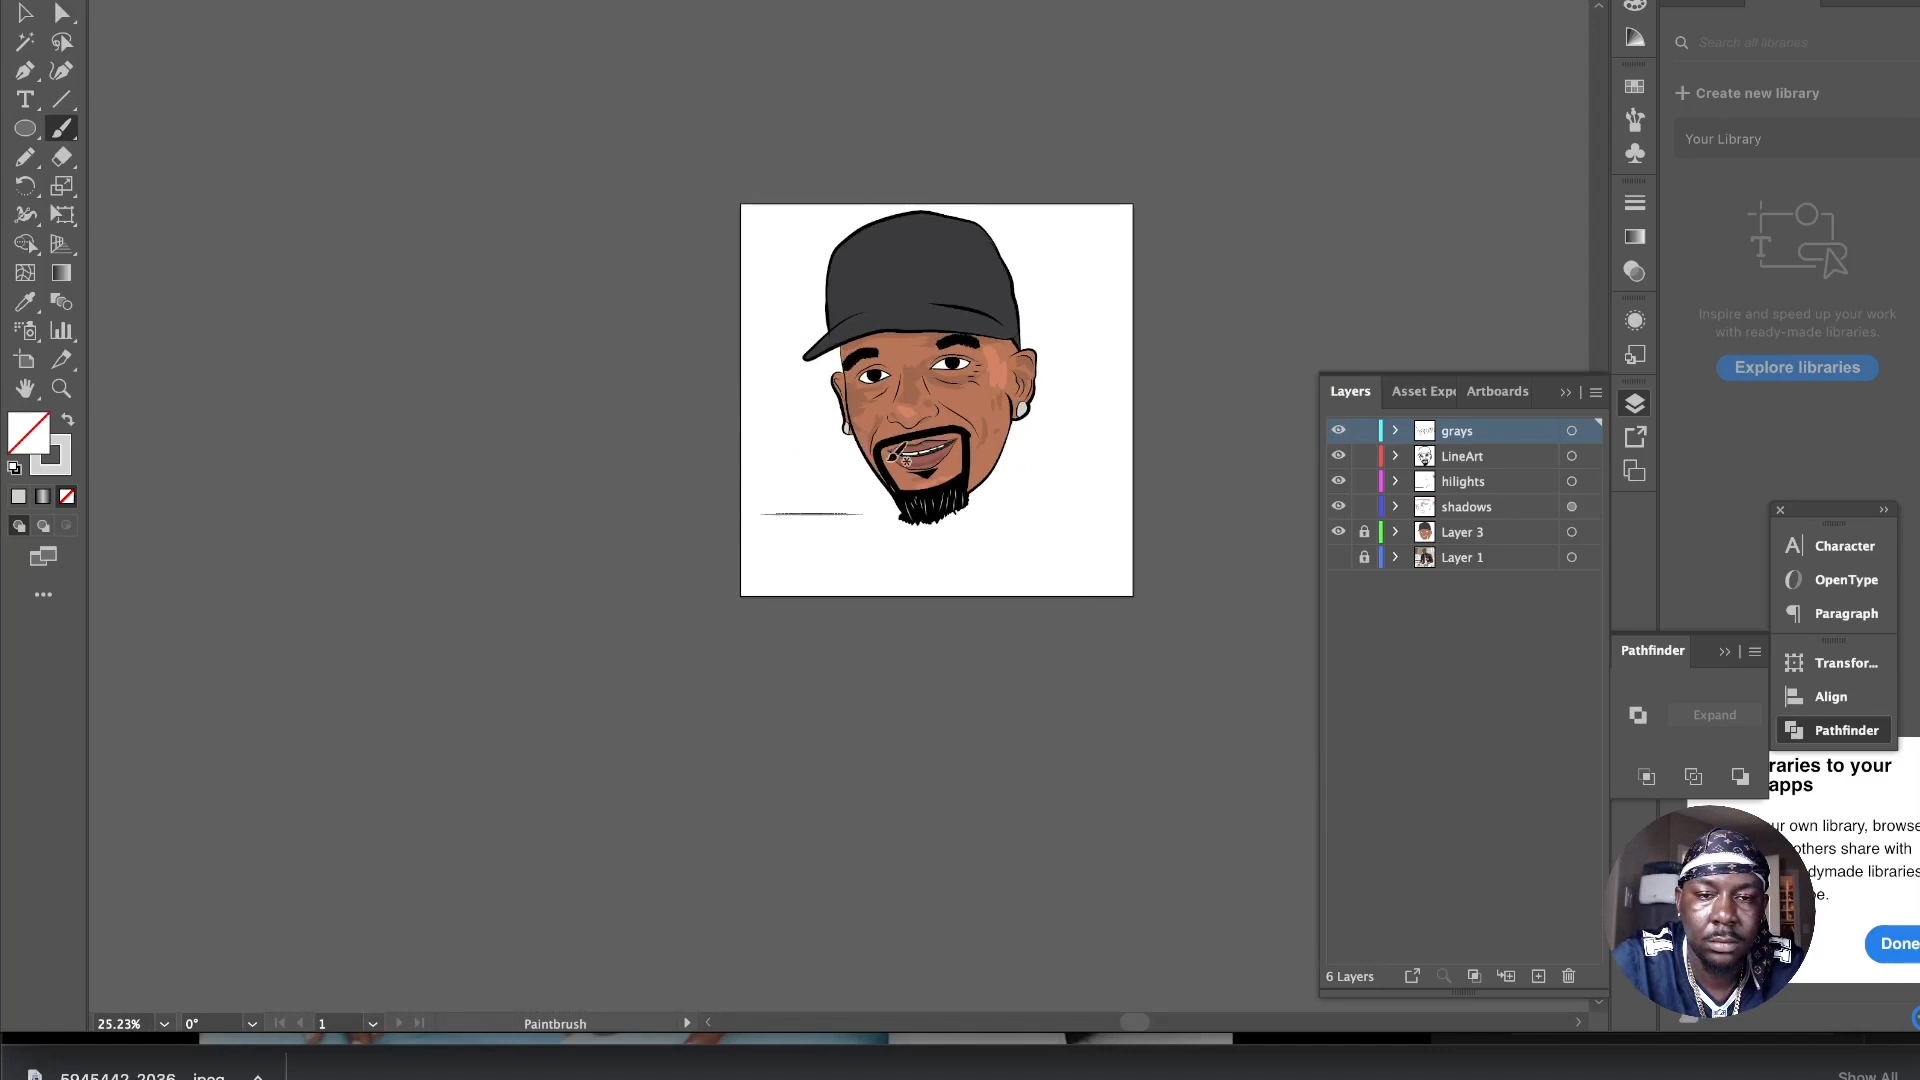 Search all libraries
Create new library
Your Library
Inspire and speed up your work
with ready-made libraries.
Explore libraries
Layers
Asset Expo
Artboards
grays
LineArt
hilights
shadows
Layer 3
Layer 1
6 Layers
Character
OpenType
Paragraph
Transfor...
Align
Pathfinder
Pathfinder
Expand
raries to your
apps
ur own library, browse
others share with
dymade libraries
be.
Done
25.23%
0°
1
Paintbrush
5945442-2036....jpeg
Show All